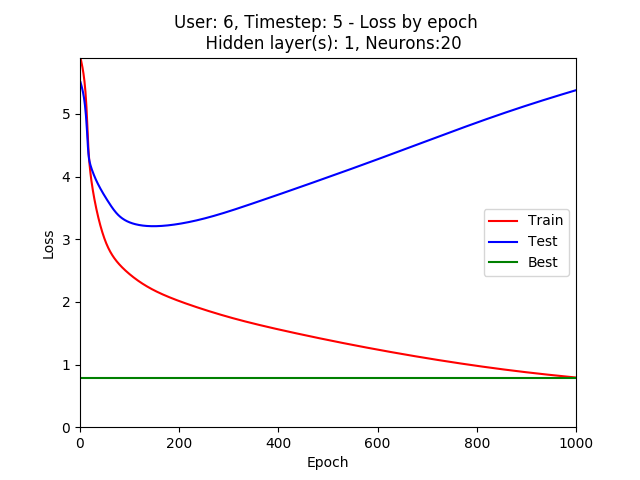 User: 6, Timestep: 5 - Loss by epoch
Hidden layer(s): 1, Neurons:20
5
4
3
2
1
0
Loss
Train
Test
Best
0 200 400 600 800 1000
Epoch